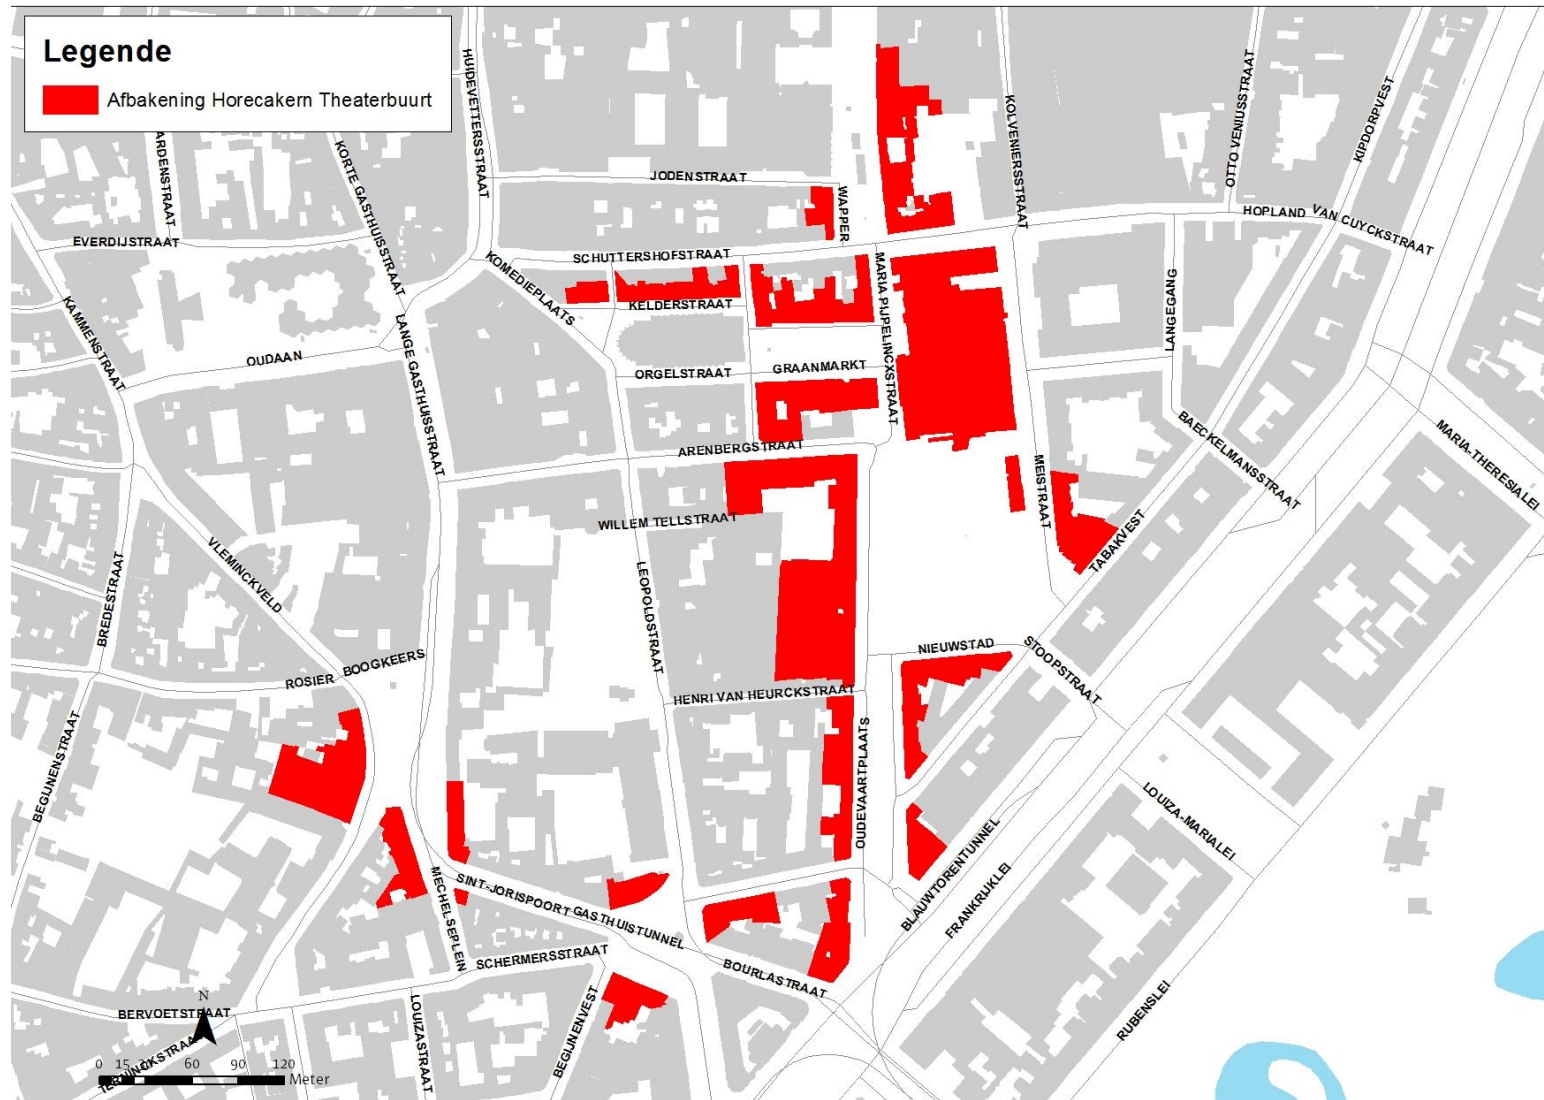 Legende
Afbakening Horecakern Theaterbuurt
HUIDEVETTERSSTRAAT
KORTE GASTHUISSTRAAT
ARDENSTRAAT
EVERDIJSTRAAT
KAMMENSTRAAT
OUDAAN
LANGE GASTHUISSTRAAT
JODENSTRAAT
WAPPER
KOLVENIERSSTRAAT
OTTO VENIUSSTRAAT
KIPDORPVEST
HOPLAND
VAN CUYCKSTRAAT
SCHUTTERSHOFSTRAAT
KOMEDIEPLAATS
KELDERSTRAAT
MARIA PIJPELINCXSTRAAT
LANGEGANG
ORGELSTRAAT
GRAANMARKT
ARENBERGSTRAAT
BAECKELMANSSTRAAT
MARIA-THERESIALEI
MEISTRAAT
TABAKVEST
WILLEM TELLSTRAAT
LEOPOLDSTRAAT
VLEMINCKVELD
BREDESTRAAT
ROSIER
BOOGKEERS
NIEUWSTAD
STOOPSTRAAT
HENRI VAN HEURCKSTRAAT
OUDEVAARTPLAATS
BEGIJNENSTRAAT
LOUIZA-MARIALEI
BLAUWTORENTUNNEL
FRANKRIJKLEI
MECHELSEPLEIN
SINT-JORISPOORT
GASTHUISTUNNEL
SCHERMERSSTRAAT
BOURLASTRAAT
RUBENSLEI
BEGIJNENVEST
LOUIZASTRAAT
BERVOETSTRAAT
TERNINCKSTRAAT
N
0 15 30 60 90 120
Meter